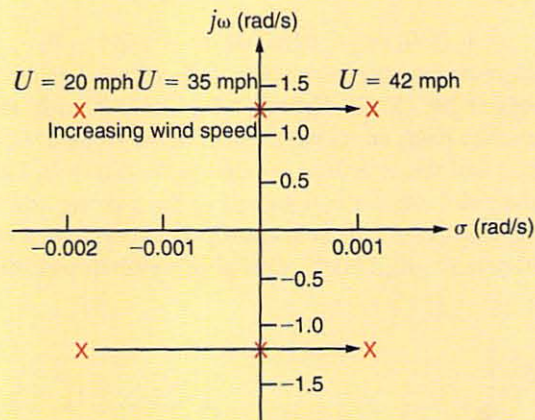 jω (rad/s)
U = 20 mph U = 35 mph 1.5 U = 42 mph
X X X
Increasing wind speed 1.0
0.5
σ (rad/s)
−0.002 −0.001 0.001
−0.5
−1.0
X X X
−1.5